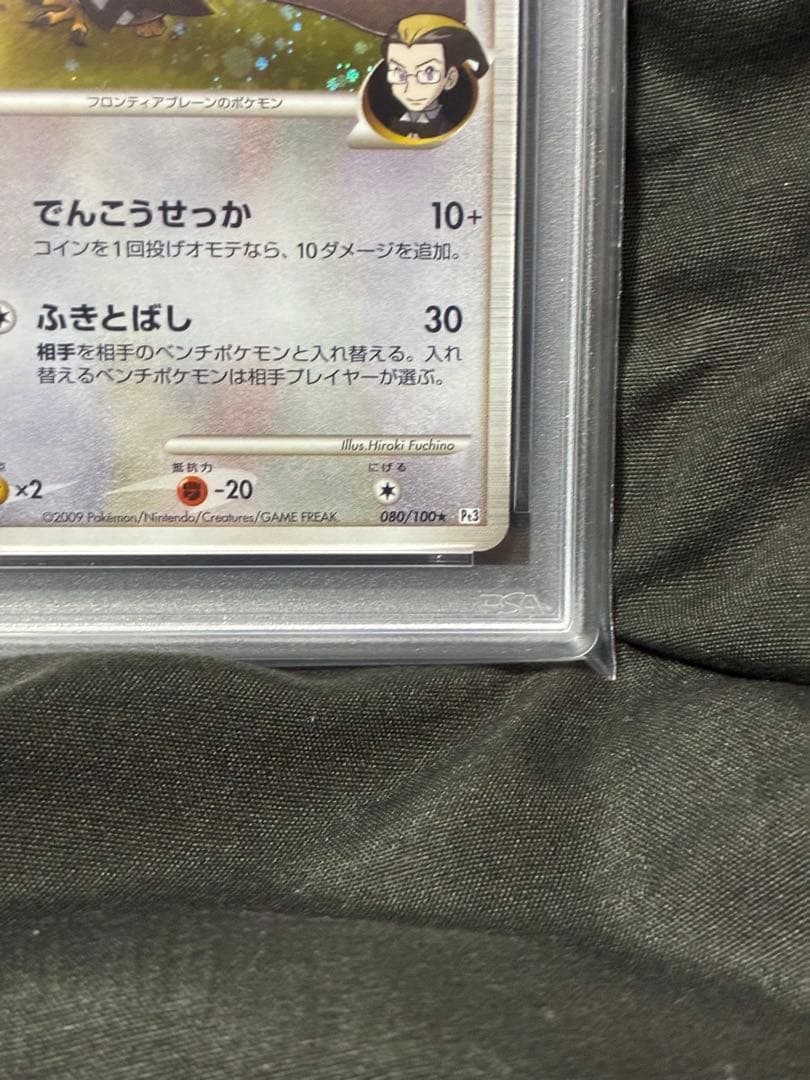 フロンティアブレーンのポケモン
でんこうせっか 10+
コインを1回投げオモテなら、10ダメージを追加。
ふきとばし 30
相手を相手のベンチポケモンと入れ替える。入れ
替えるベンチポケモンは相手プレイヤーが選ぶ。
Illus.Hiroki Fuchino
抵抗力 にげる
×2 -20
©2009 Pokémon/Nintendo/Creatures/GAME FREAK. 080/100★ Pt3
PSA